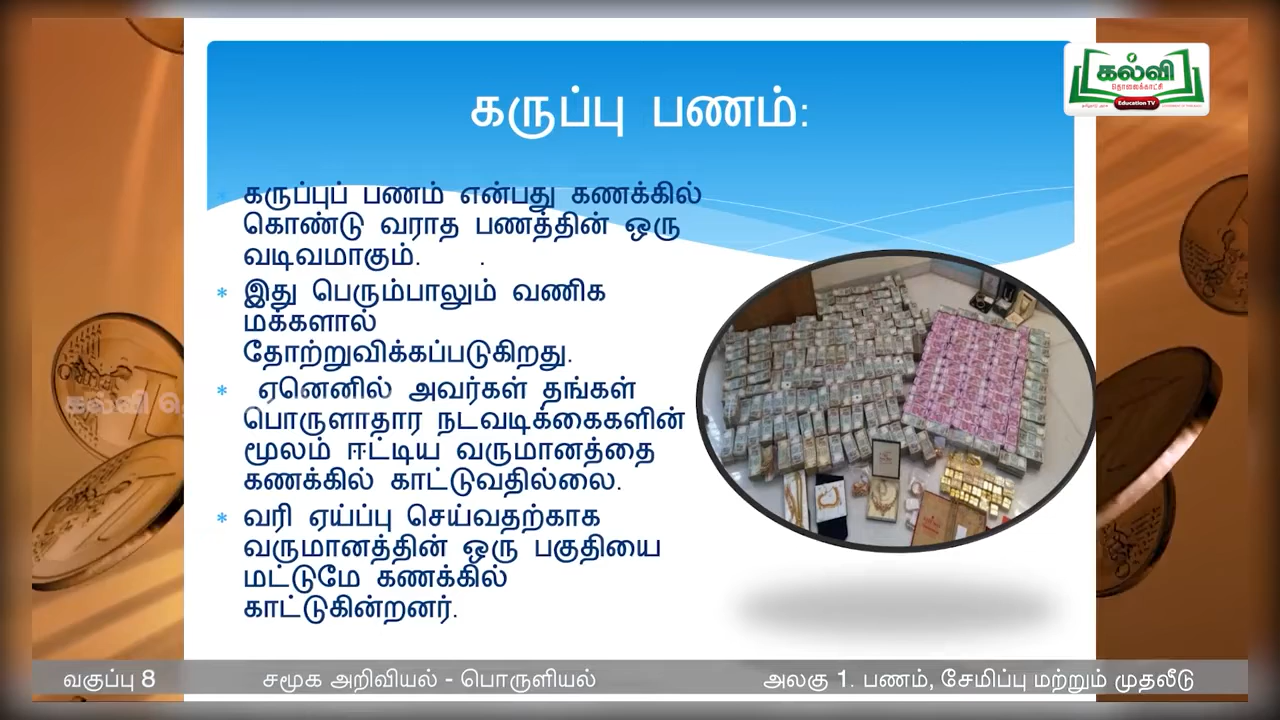 கருப்பு பணம்:
கல்வி
தொலைக்காட்சி
Education TV
கருப்புப் பணம் என்பது கணக்கில்
கொண்டு வராத பணத்தின் ஒரு
வடிவமாகும். .
* இது பெரும்பாலும் வணிக
மக்களால்
தோற்றுவிக்கப்படுகிறது.
* ஏனெனில் அவர்கள் தங்கள்
பொருளாதார நடவடிக்கைகளின்
மூலம் ஈட்டிய வருமானத்தை
கணக்கில் காட்டுவதில்லை.
* வரி ஏய்ப்பு செய்வதற்காக
வருமானத்தின் ஒரு பகுதியை
மட்டுமே கணக்கில்
காட்டுகின்றனர்.
கல்வி
வகுப்பு 8 சமூக அறிவியல் - பொருளியல் அலகு 1. பணம், சேமிப்பு மற்றும் முதலீடு